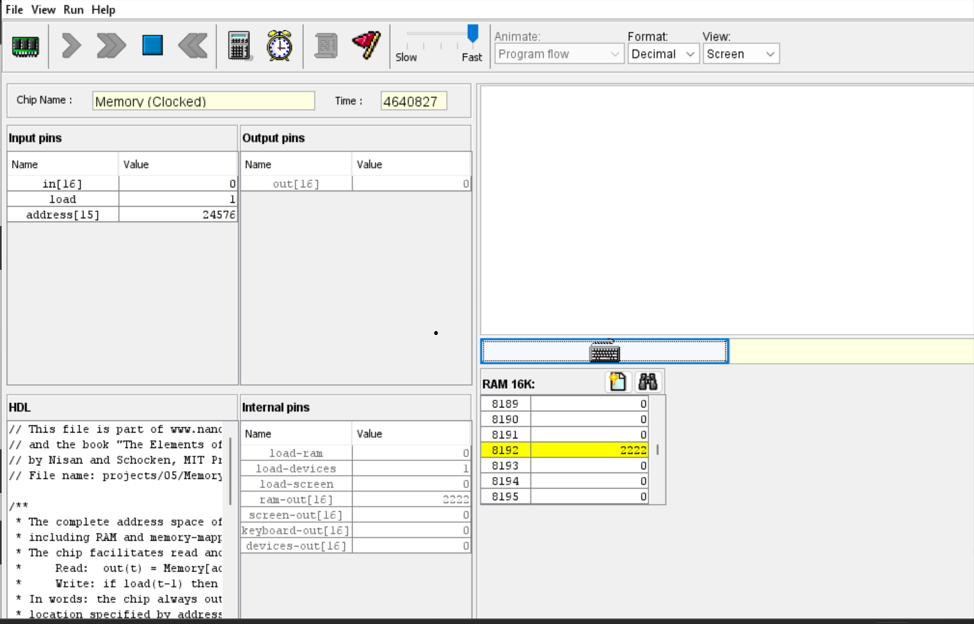 File View Run Help
Animate: Format: View:
Program flow Decimal Screen
Slow Fast
Chip Name : Memory (Clocked) Time : 4640827
Input pins
Name Value
in[16] 0
load 1
address[15] 24576
Output pins
Name Value
out[16] 0
HDL
// This file is part of www.nand
// and the book "The Elements of
// by Nisan and Schocken, MIT Pr
// File name: projects/05/Memory
/**
* The complete address space of
* including RAM and memory-mapp
* The chip facilitates read and
* Read: out(t) = Memory[ad
* Write: if load(t-1) then
* In words: the chip always out
* location specified by address
Internal pins
Name Value
load-ram 0
load-devices 1
load-screen 0
ram-out[16] 2222
screen-out[16] 0
keyboard-out[16] 0
devices-out[16] 0
RAM 16K:
8189 0
8190 0
8191 0
8192 2222
8193 0
8194 0
8195 0